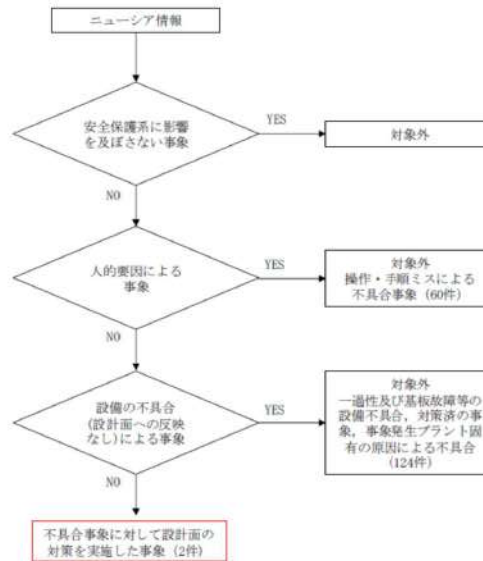 ニューシア情報
安全保護系に影響
を及ぼさない事象
YES
対象外
NO
人的要因による
事象
YES
対象外
操作・手順ミスによる
不具合事象 (60件)
NO
設備の不具合
(設計面への反映
なし)による事象
YES
対象外
一過性及び基板故障等の
設備不具合，対策済の事
象，事象発生プラント固
有の原因による不具合
(124件)
NO
不具合事象に対して設計面の
対策を実施した事象 (2件)